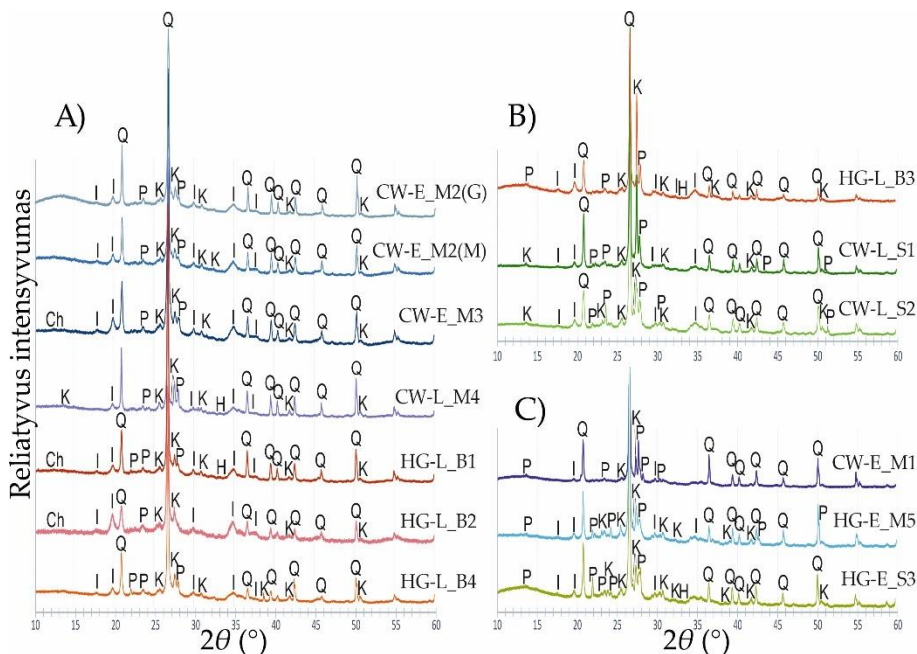 Reliatyvus intensyvumas
A)
Q
Q I I P K K P I K I Q Q Q K Q Q Q K CW-E_M2(G)
I I P K K P I K K I Q I Q Q K Q Q Q K CW-E_M2(M)
Ch I I P K K P I K I Q I Q Q K Q Q Q K CW-E_M3
K I P K K P I K H I Q I Q Q K Q Q Q K CW-L_M4
Ch I I Q P P K K P I K H I Q I Q Q K Q Q Q K HG-L_B1
Ch I I Q P K K I K I Q I Q Q K Q Q Q K HG-L_B2
I I Q P P K K P I K I Q I K Q Q K Q Q Q K HG-L_B4
10 15 20 25 30 35 40 45 50 55 60
2θ (°)
B)
Q
P I I Q P K K P I K I H I Q K Q Q K Q Q Q K HG-L_B3
K I I Q P P K P I K I Q Q Q K Q P Q Q K P CW-L_S1
K I Q P K P K K P I K I Q Q K Q K Q Q Q K P CW-L_S2
10 15 20 25 30 35 40 45 50 55 60
C)
P I Q P I K K P I P Q Q Q K Q Q Q CW-E_M1
P I P K P K K P I K K I Q K Q Q K Q P Q P HG-E_M5
P I P P K P K K P I K K H I Q K Q Q K Q Q Q K HG-E_S3
10 15 20 25 30 35 40 45 50 55 60
2θ (°)